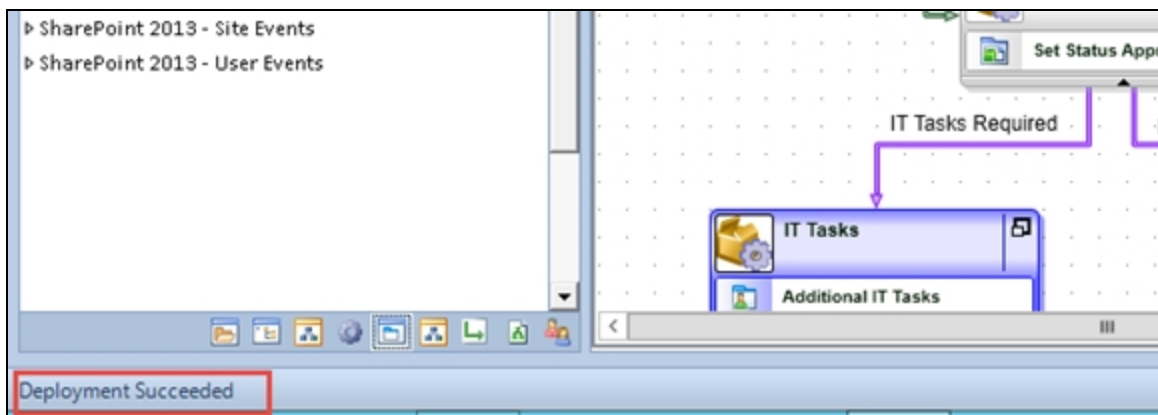 SharePoint 2013 - Site Events
SharePoint 2013 - User Events
Set Status
IT Tasks Required
IT Tasks
Additional IT Tasks
Deployment Succeeded